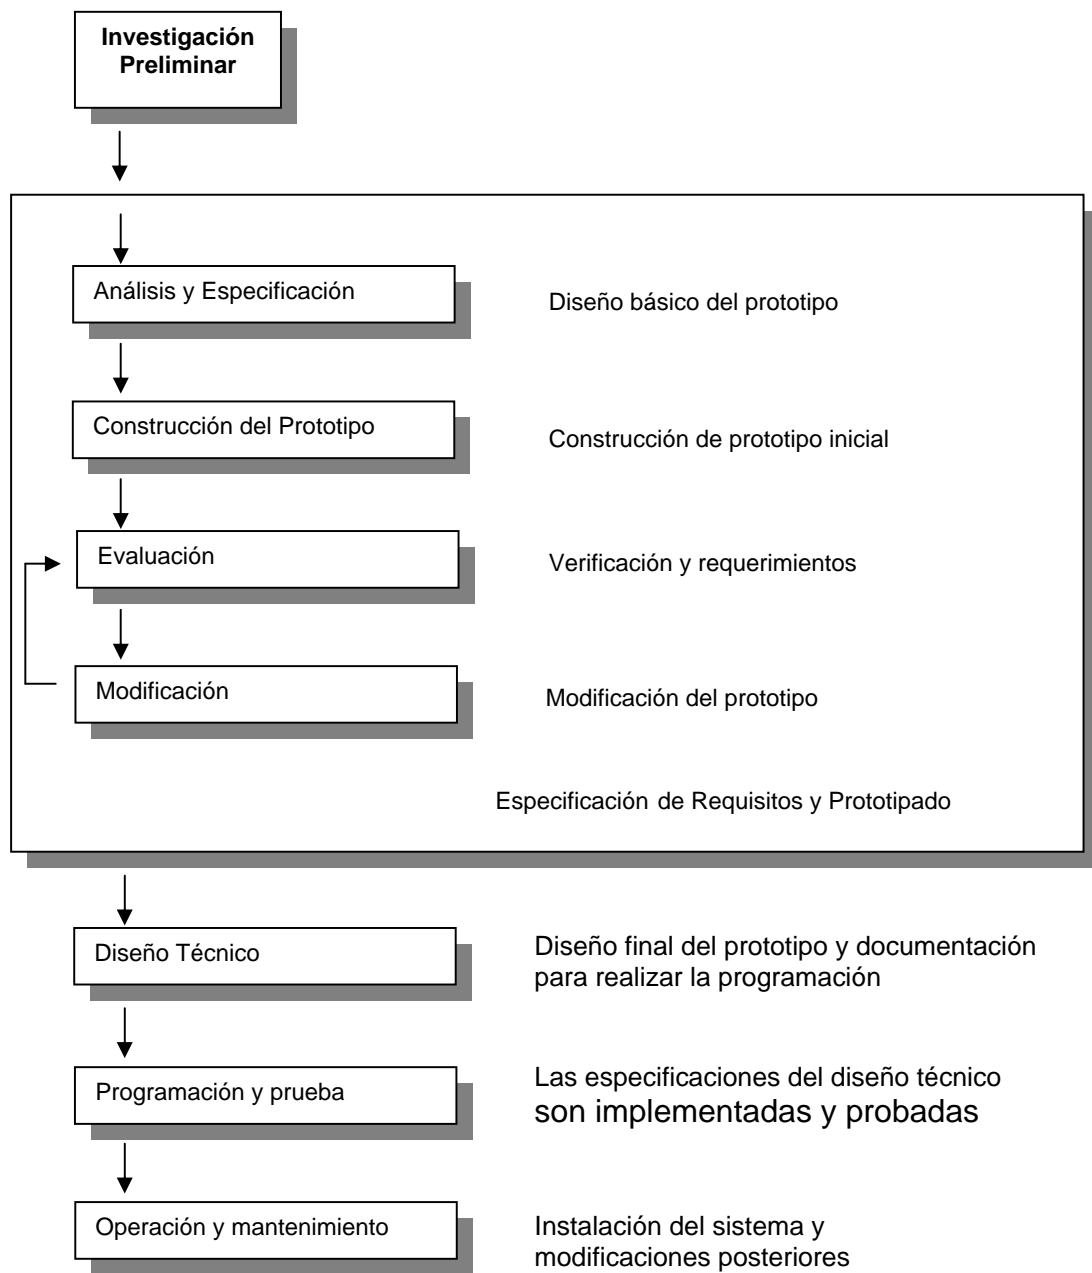 Investigación
Preliminar
Análisis y Especificación
Diseño básico del prototipo
Construcción del Prototipo
Construcción de prototipo inicial
Evaluación
Verificación y requerimientos
Modificación
Modificación del prototipo
Especificación de Requisitos y Prototipado
Diseño Técnico
Diseño final del prototipo y documentación
para realizar la programación
Programación y prueba
Las especificaciones del diseño técnico
son implementadas y probadas
Operación y mantenimiento
Instalación del sistema y
modificaciones posteriores